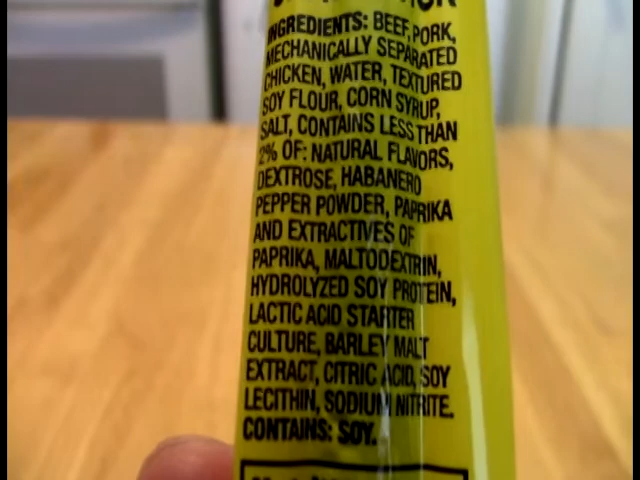 INGREDIENTS: BEEF, PORK,
MECHANICALLY SEPARATED
CHICKEN, WATER, TEXTURED
SOY FLOUR, CORN SYRUP,
SALT, CONTAINS LESS THAN
2% OF: NATURAL FLAVORS,
DEXTROSE, HABANERO
PEPPER POWDER, PAPRIKA
AND EXTRACTIVES OF
PAPRIKA, MALTODEXTRIN,
HYDROLYZED SOY PROTEIN,
LACTIC ACID STARTER
CULTURE, BARLEY MALT
EXTRACT, CITRIC ACID, SOY
LECITHIN, SODIUM NITRITE.
CONTAINS: SOY.